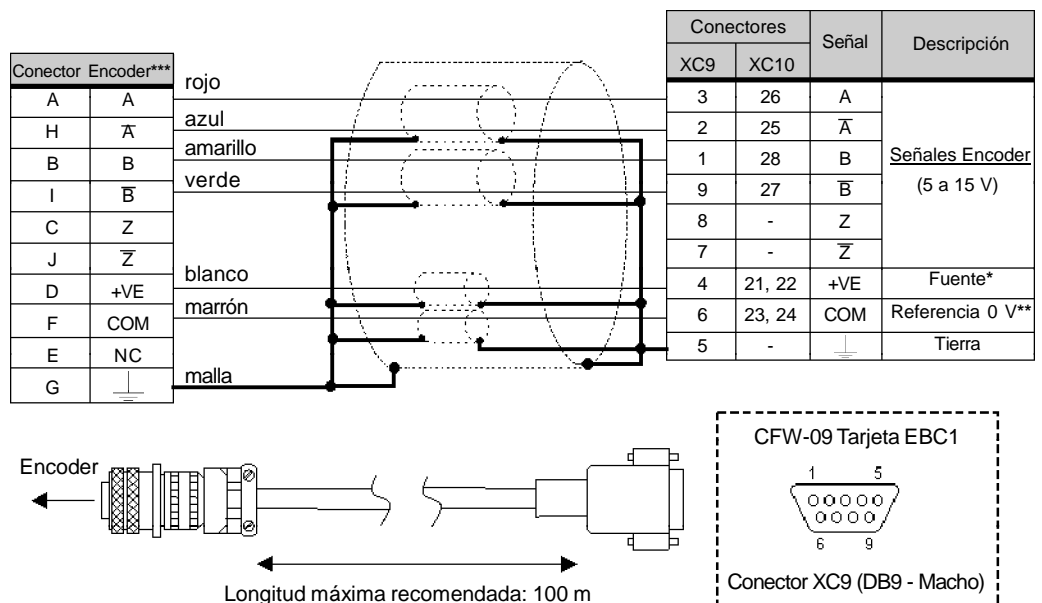 Conector Encoder***
A A
H A̅
B B
I B̅
C Z
J Z̅
D +VE
F COM
E NC
G
rojo
azul
amarillo
verde
blanco
marrón
malla
Conectores Señal Descripción
XC9 XC10
3 26 A
2 25 A̅
1 28 B
9 27 B̅
8 - Z
7 - Z̅
Señales Encoder
(5 a 15 V)
4 21, 22 +VE Fuente*
6 23, 24 COM Referencia 0 V**
5 - Tierra
Encoder
Longitud máxima recomendada: 100 m
CFW-09 Tarjeta EBC1
1 5
6 9
Conector XC9 (DB9 - Macho)